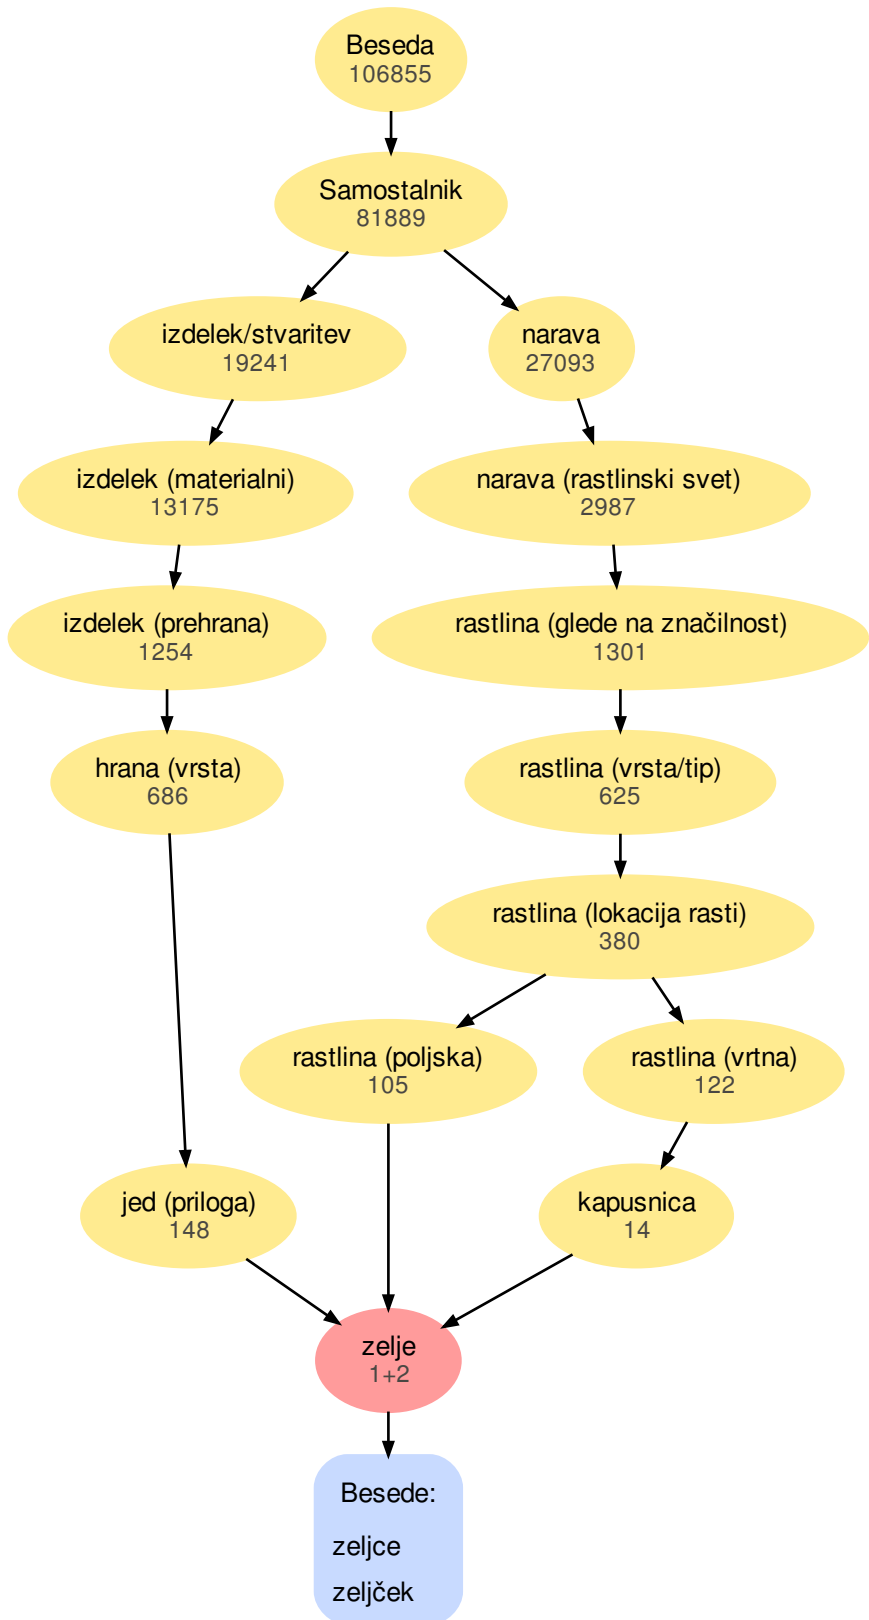 Beseda
106855
Samostalnik
81889
izdelek/stvaritev
19241
narava
27093
izdelek (materialni)
13175
narava (rastlinski svet)
2987
izdelek (prehrana)
1254
rastlina (glede na značilnost)
1301
hrana (vrsta)
686
rastlina (vrsta/tip)
625
rastlina (lokacija rasti)
380
rastlina (poljska)
105
rastlina (vrtna)
122
jed (priloga)
148
kapusnica
14
zelje
1+2
Besede:
zeljce
zeljček